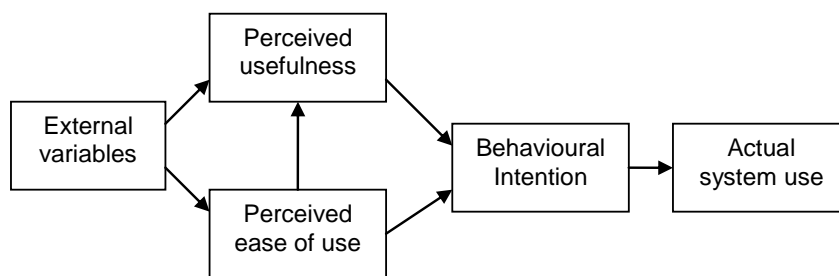 Perceived
usefulness
External
variables
Perceived
ease of use
Behavioural
Intention
Actual
system use